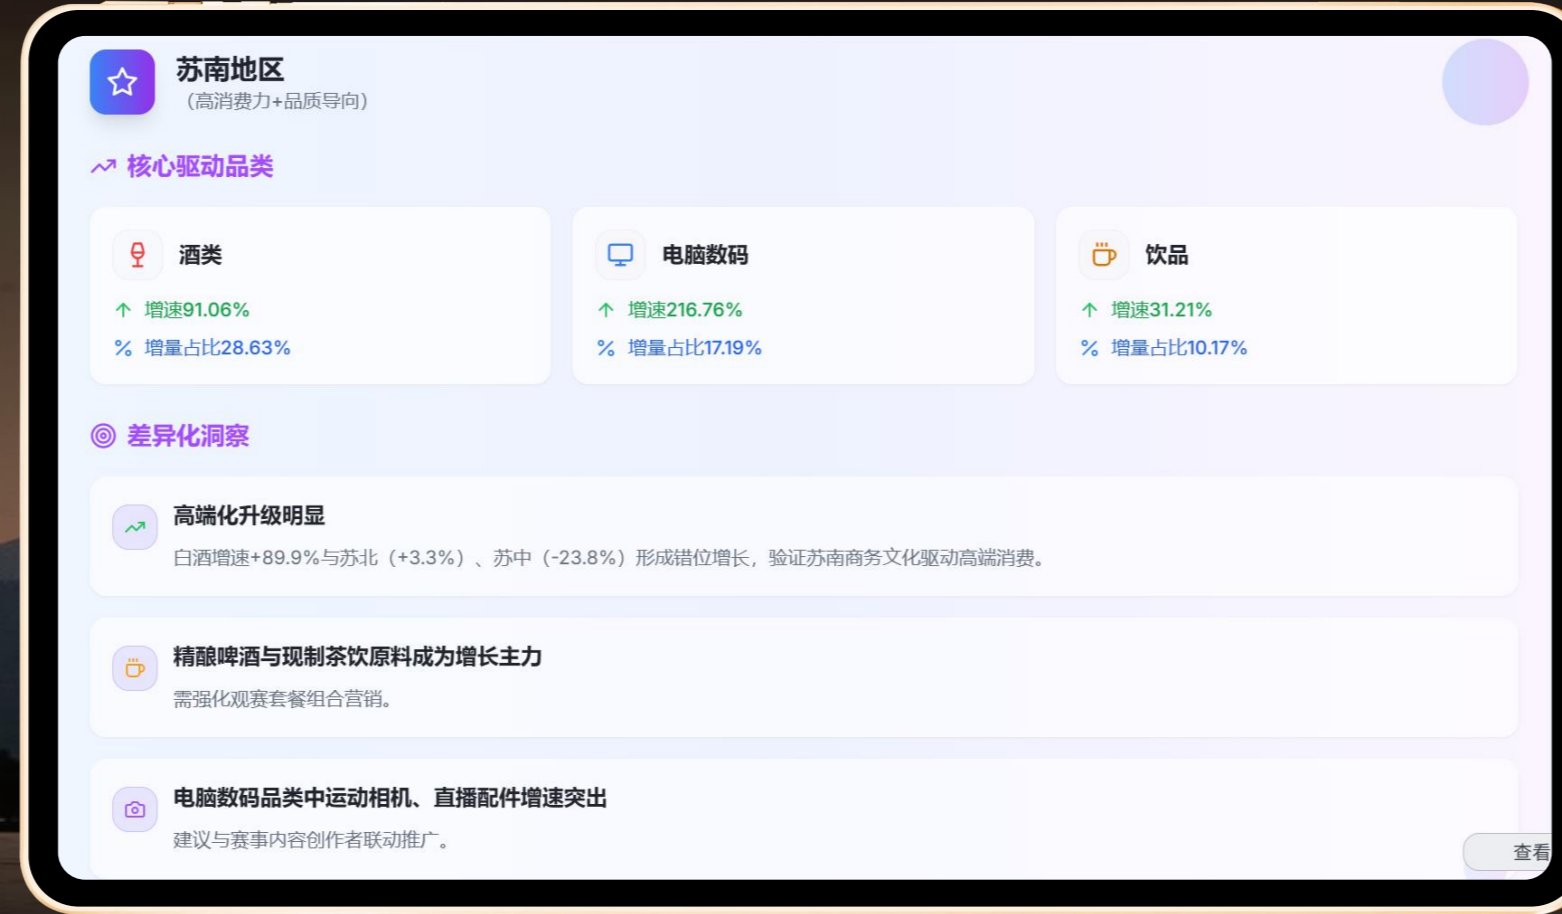 苏南地区
（高消费力+品质导向）
核心驱动品类
酒类
增速91.06%
% 增量占比28.63%
电脑数码
增速216.76%
% 增量占比17.19%
饮品
增速31.21%
% 增量占比10.17%
差异化洞察
高端化升级明显
白酒增速+89.9%与苏北（+3.3%）、苏中（-23.8%）形成错位增长，验证苏南商务文化驱动高端消费。
精酿啤酒与现制茶饮原料成为增长主力
需强化观赛套餐组合营销。
电脑数码品类中运动相机、直播配件增速突出
建议与赛事内容创作者联动推广。
查看